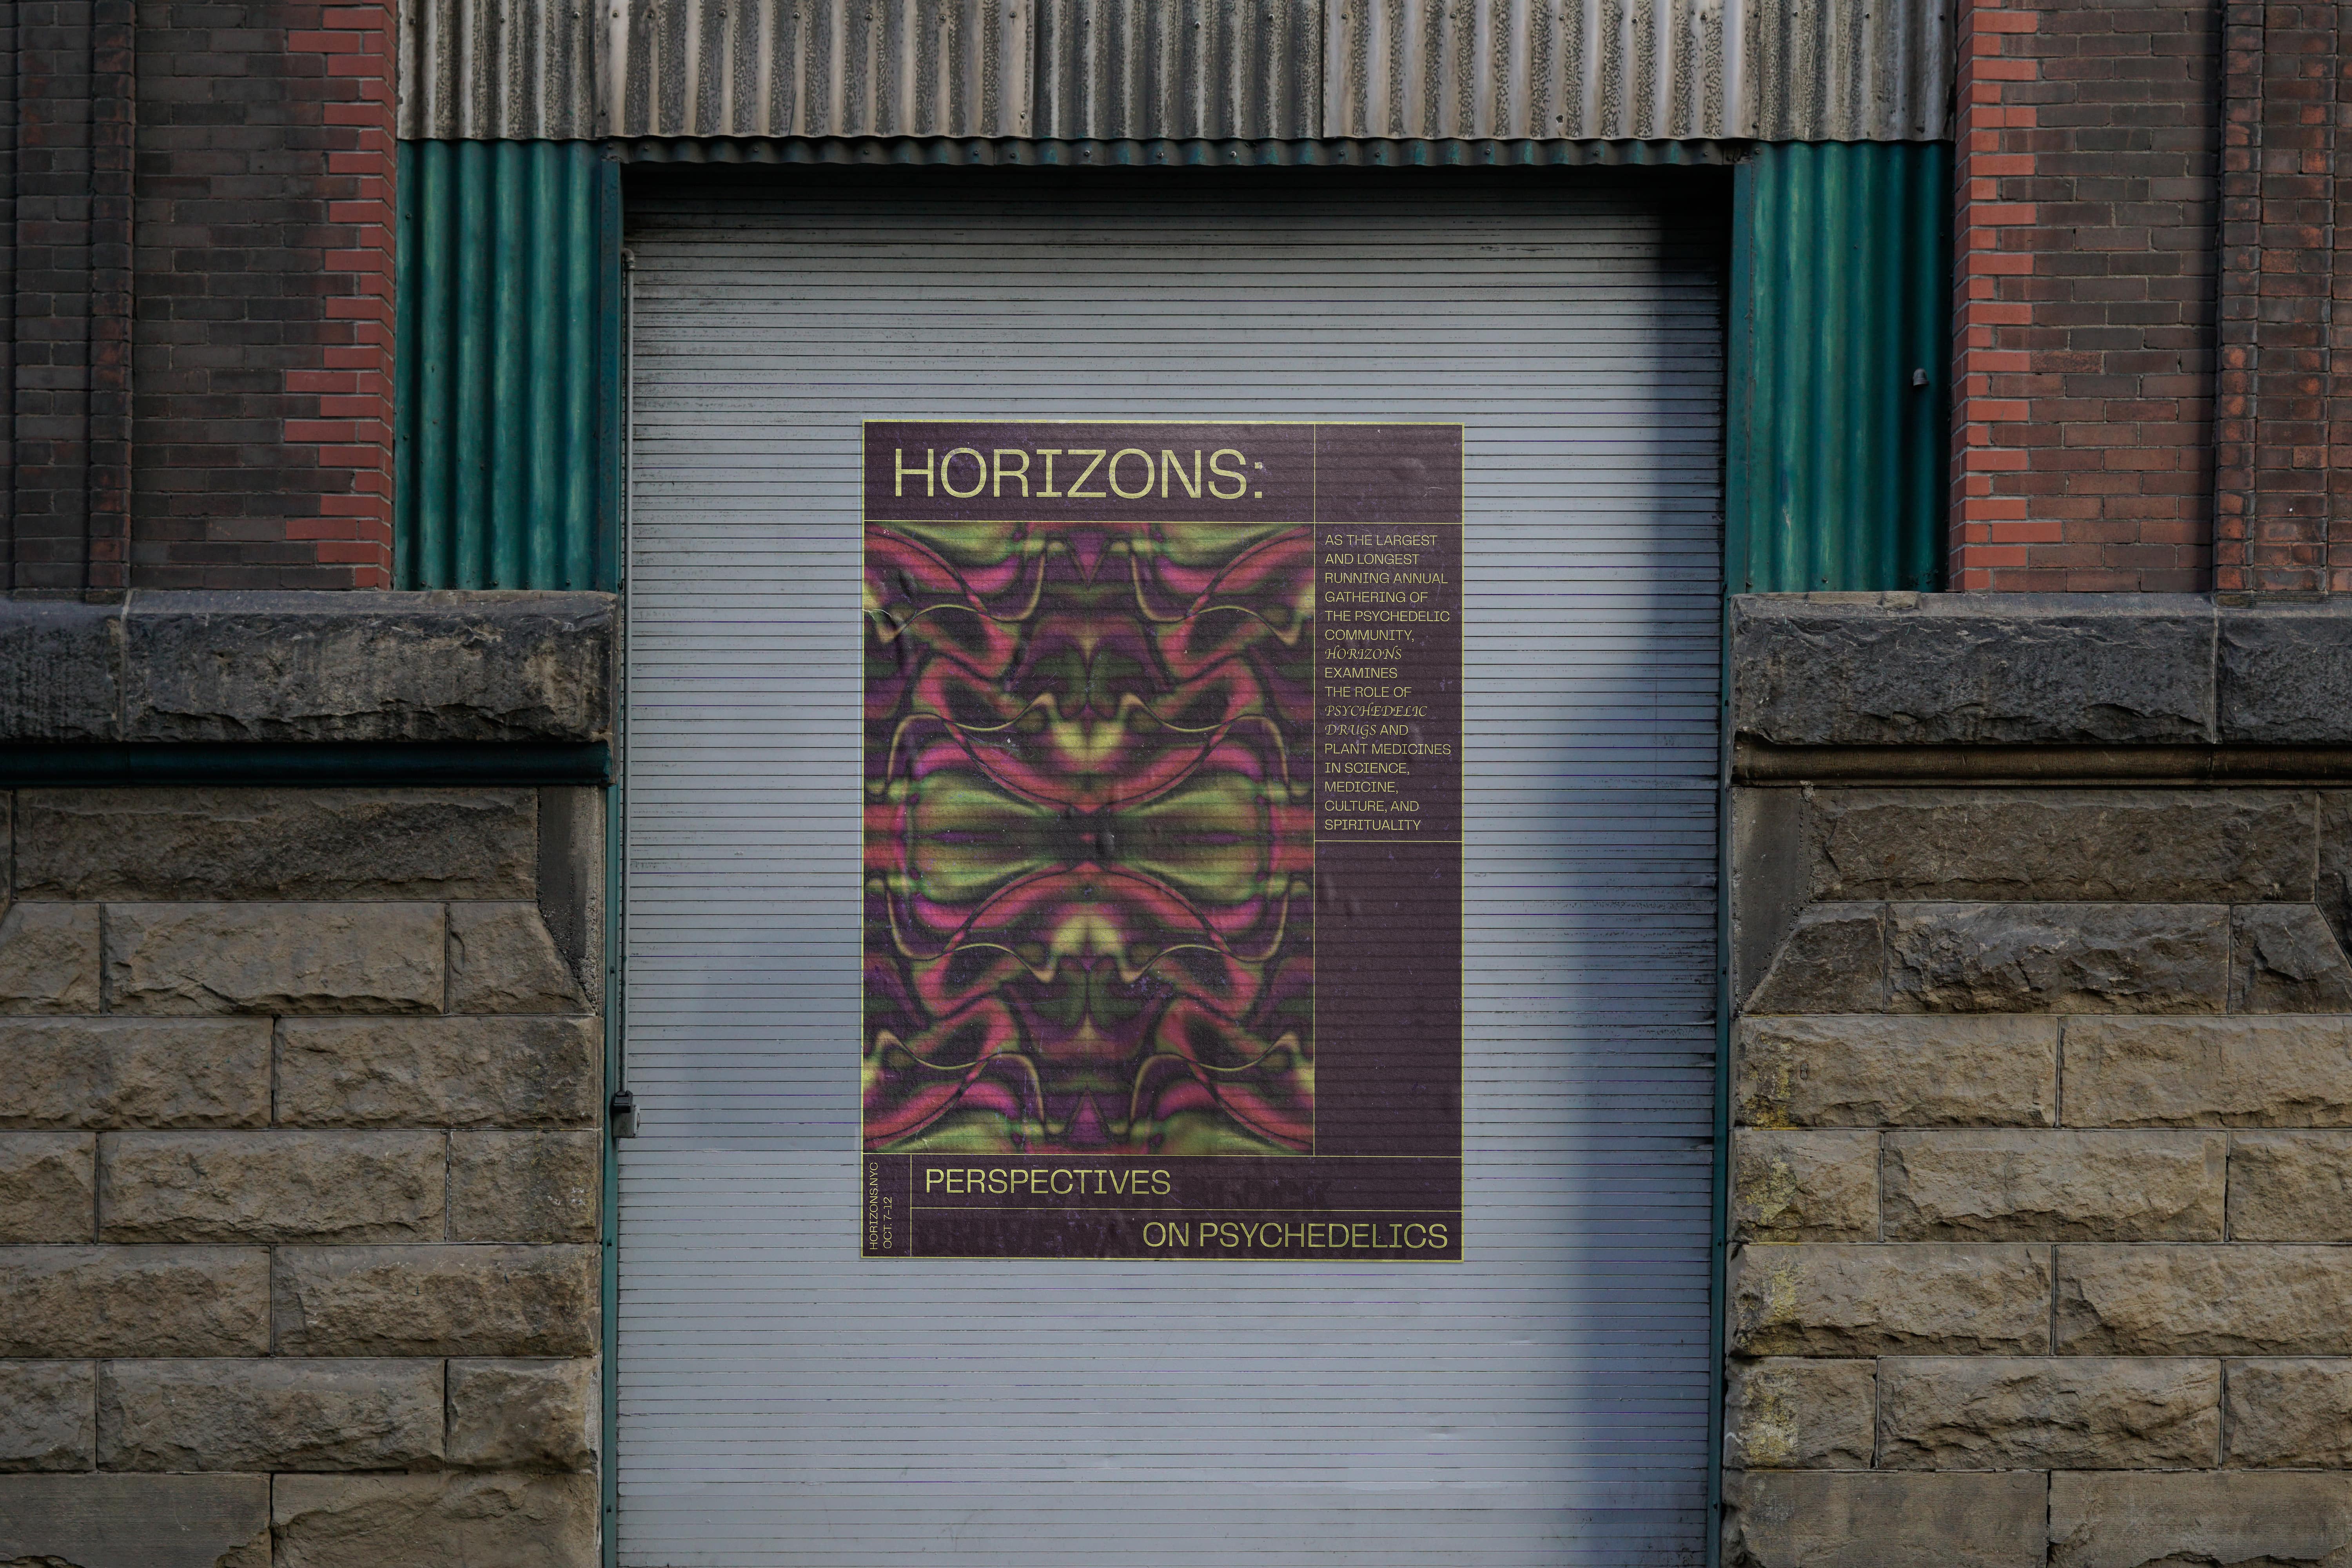 HORIZONS:
AS THE LARGEST
AND LONGEST
RUNNING ANNUAL
GATHERING OF
THE PSYCHEDELIC
COMMUNITY,
HORIZONS
EXAMINES
THE ROLE OF
PSYCHEDELIC
DRUGS AND
PLANT MEDICINES
IN SCIENCE,
MEDICINE,
CULTURE, AND
SPIRITUALITY
HORIZONS.NYC
OCT. 7–12
PERSPECTIVES
ON PSYCHEDELICS